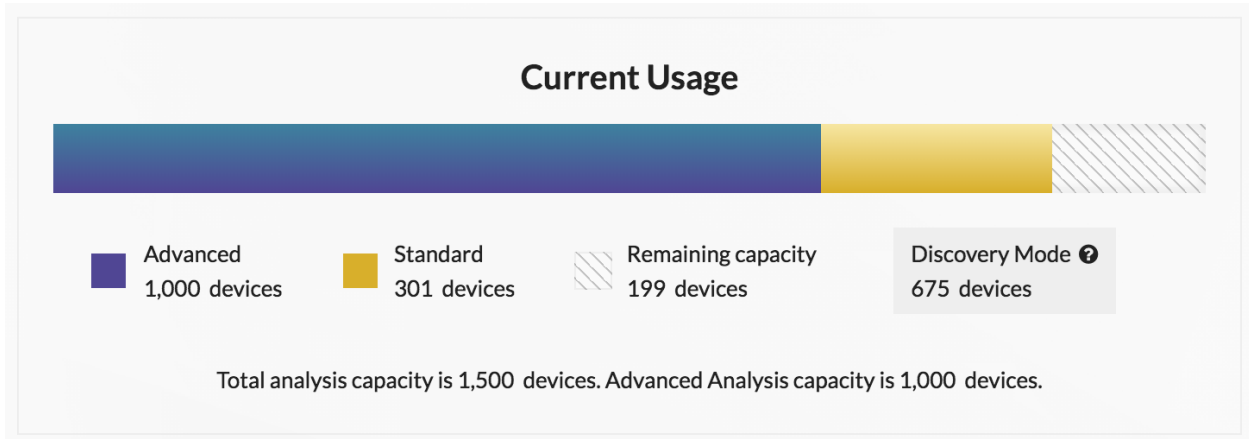 Current Usage
Advanced
1,000 devices
Standard
301 devices
Remaining capacity
199 devices
Discovery Mode ?
675 devices
Total analysis capacity is 1,500 devices. Advanced Analysis capacity is 1,000 devices.